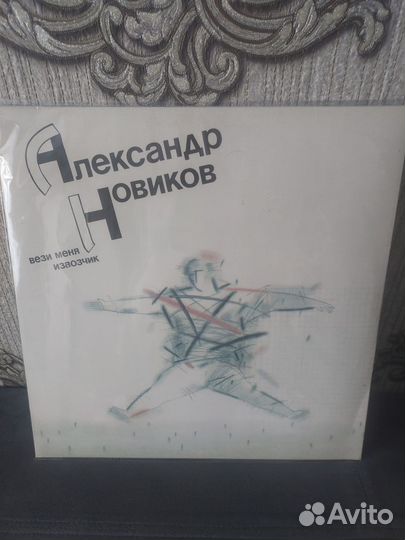 Александр
Новиков
вези меня
извозчик
Avito